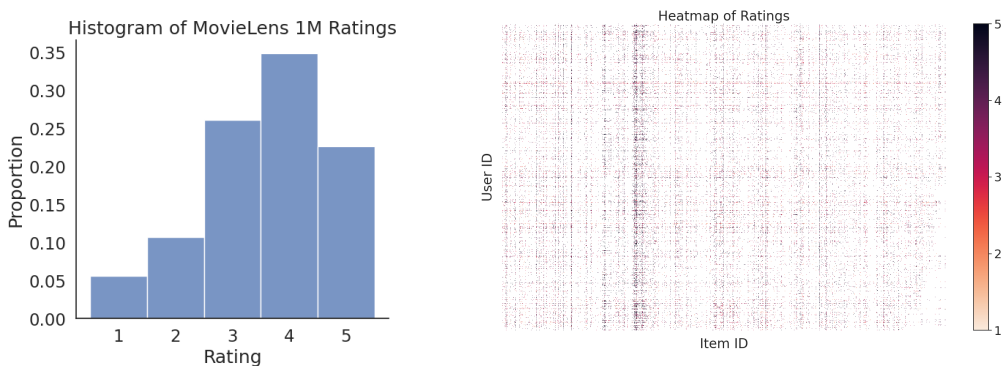 Histogram of MovieLens 1M Ratings
0.35
0.30
0.25
0.20
0.15
0.10
0.05
0.00
Proportion
1 2 3 4 5
Rating
Heatmap of Ratings
User ID
Item ID
5
4
3
2
1